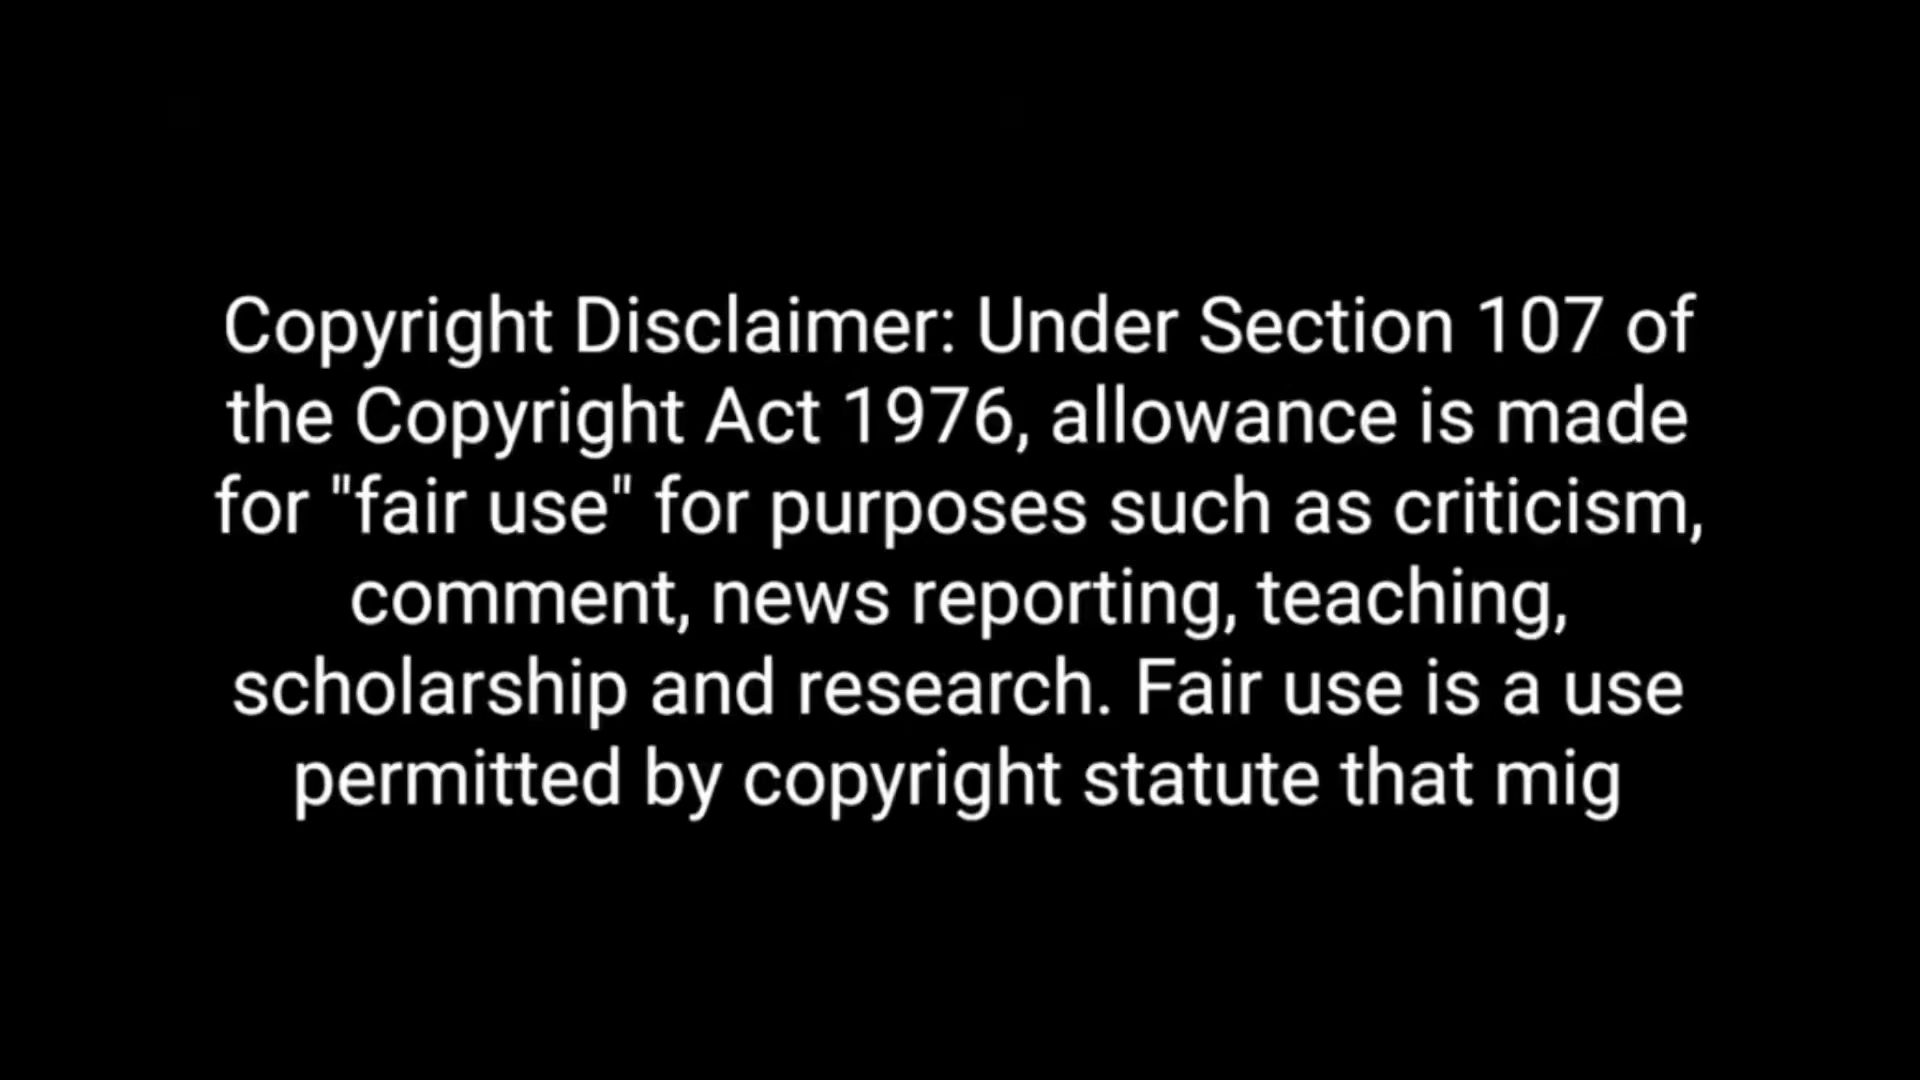 Copyright Disclaimer: Under Section 107 of
the Copyright Act 1976, allowance is made
for "fair use" for purposes such as criticism,
comment, news reporting, teaching,
scholarship and research. Fair use is a use
permitted by copyright statute that mig